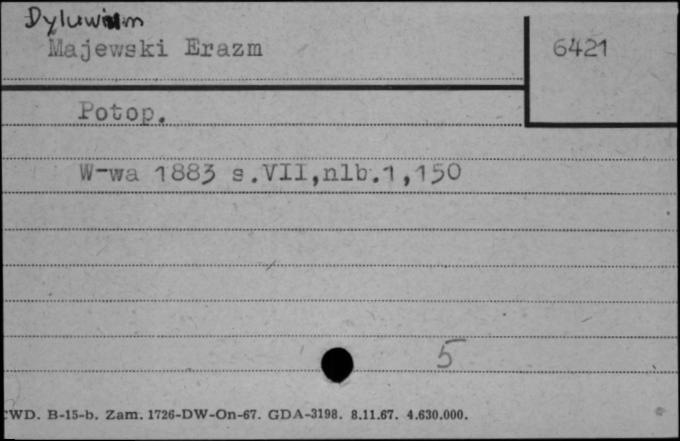 Dyluwium
Majewski Erazm
6421
Potop.
W-wa 1883 s.VII,nlb.1,150
5
CWD. B-15-b. Zam. 1726-DW-On-67. GDA-3198. 8.11.67. 4.630.000.